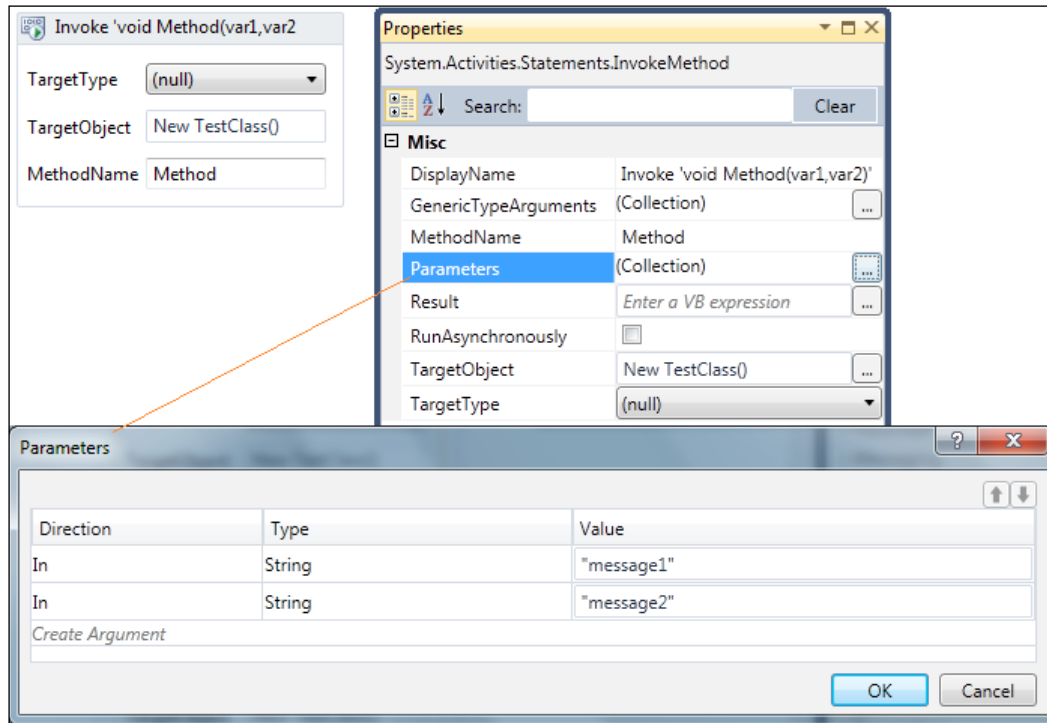 Invoke 'void Method(var1,var2
TargetType (null)
TargetObject New TestClass()
MethodName Method
Properties
System.Activities.Statements.InvokeMethod
Search: Clear
Misc
DisplayName Invoke 'void Method(var1,var2)'
GenericTypeArguments (Collection) ...
MethodName Method
Parameters (Collection) ...
Result Enter a VB expression ...
RunAsynchronously
TargetObject New TestClass() ...
TargetType (null)
Parameters
Direction Type Value
In String "message1"
In String "message2"
Create Argument
OK Cancel